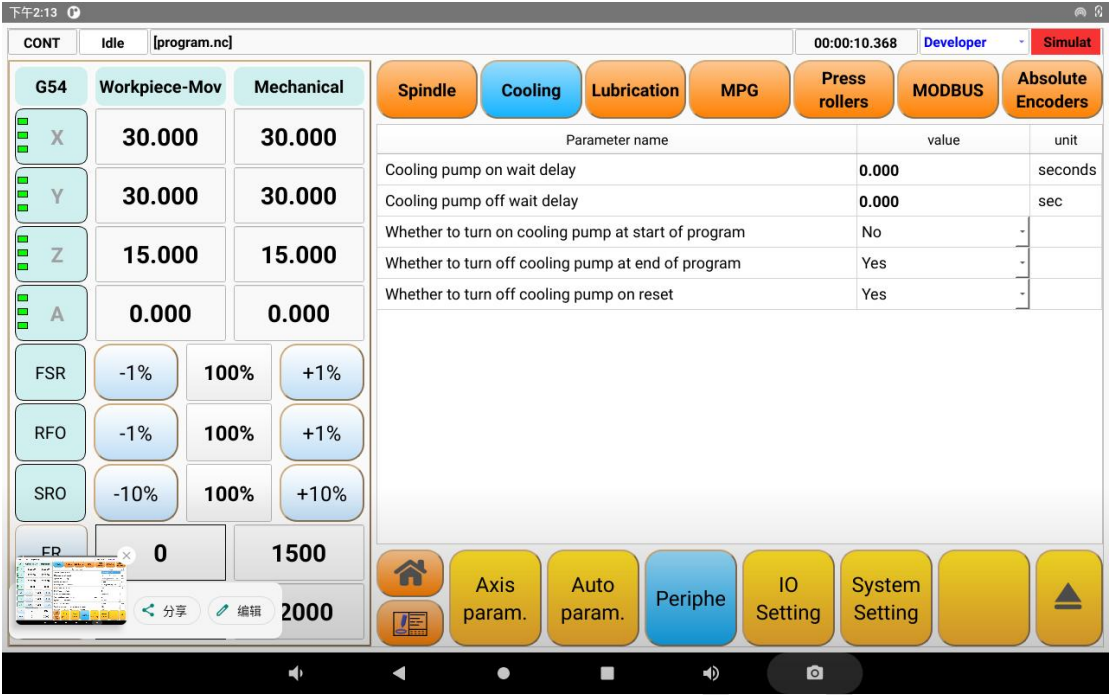 下午2:13
CONT Idle [program.nc] 00:00:10.368 Developer Simulat
G54 Workpiece-Mov Mechanical
X 30.000 30.000
Y 30.000 30.000
Z 15.000 15.000
A 0.000 0.000
FSR -1% 100% +1%
RFO -1% 100% +1%
SRO -10% 100% +10%
FR 0 1500
2000
分享 编辑
Spindle Cooling Lubrication MPG Press rollers MODBUS Absolute Encoders
Parameter name value unit
Cooling pump on wait delay 0.000 seconds
Cooling pump off wait delay 0.000 sec
Whether to turn on cooling pump at start of program No
Whether to turn off cooling pump at end of program Yes
Whether to turn off cooling pump on reset Yes
Axis param. Auto param. Periphe IO Setting System Setting